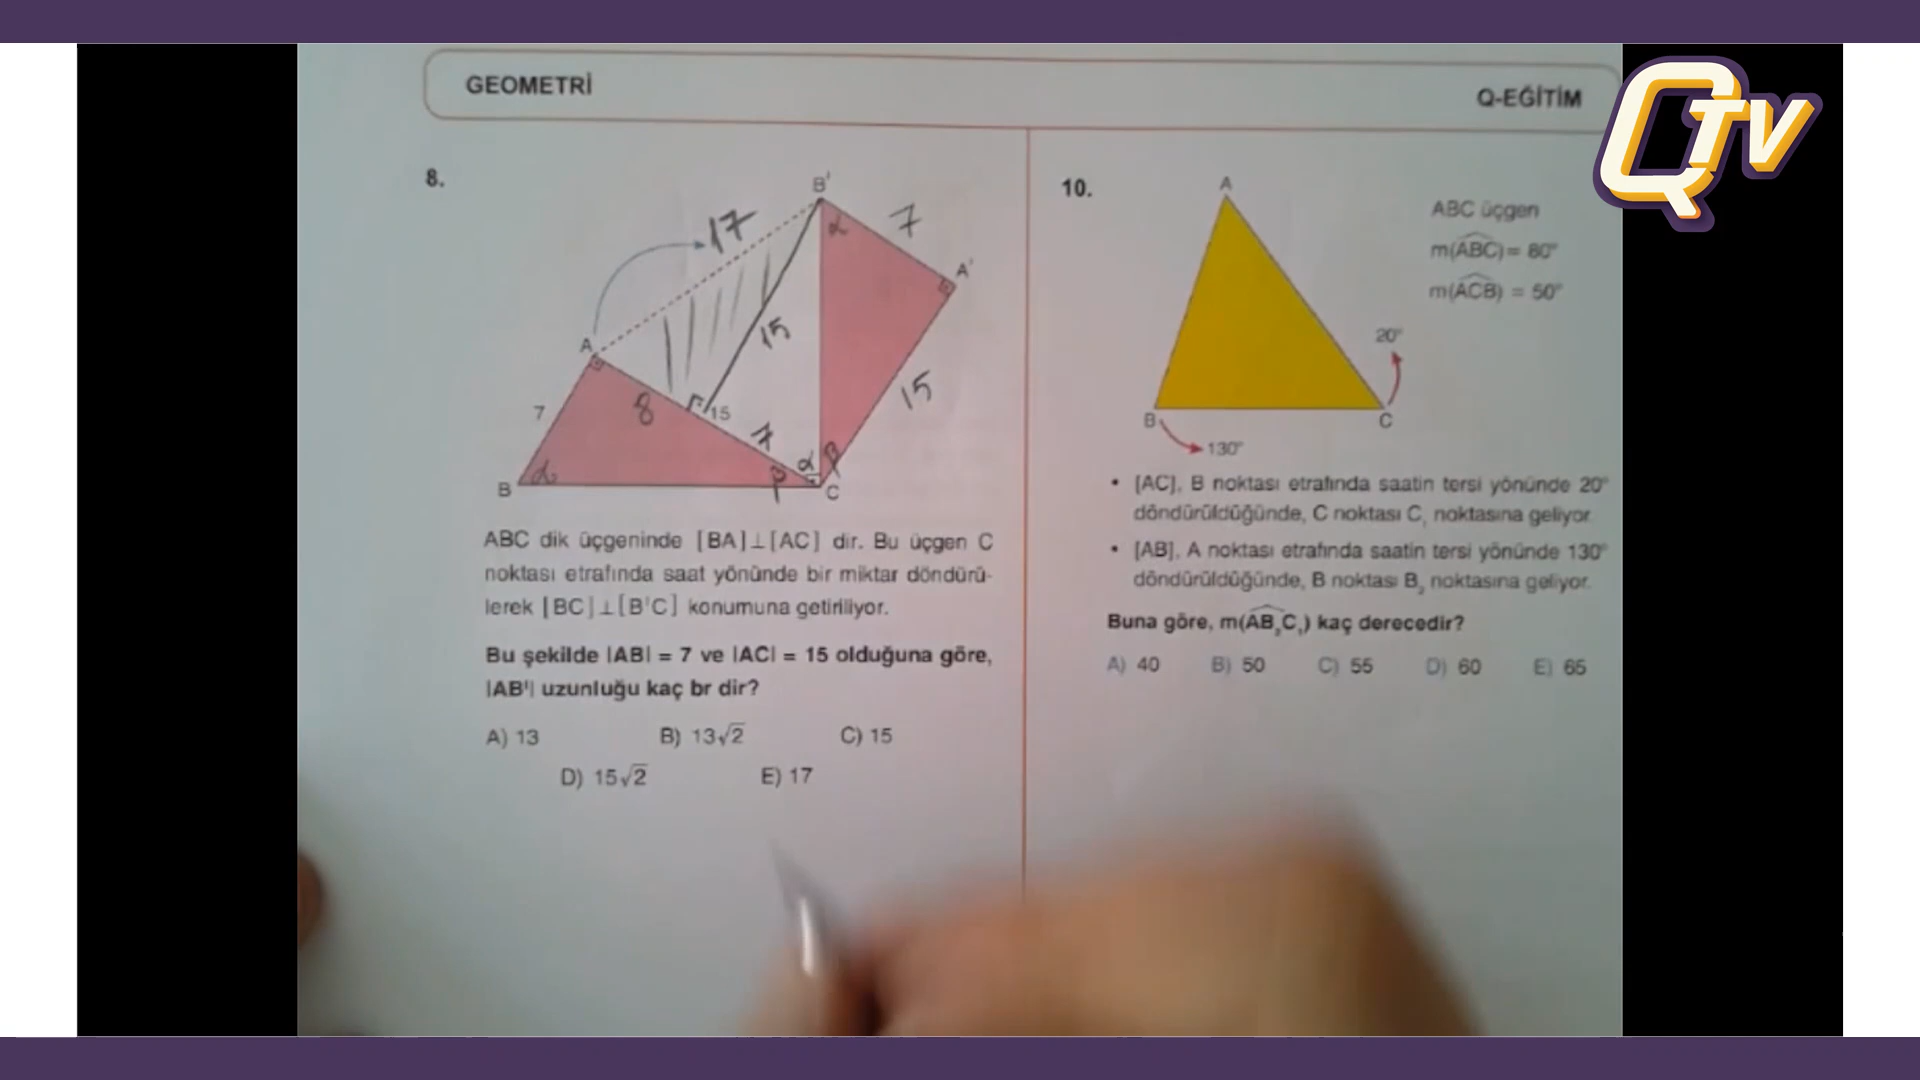 GEOMETRİ
Q-EĞİTİM
QTV
8.
B'
17
α
7
A'
15
A
8
15
7
7
15
α
β
B
α
β
C
ABC dik üçgeninde [BA]⊥[AC] dir. Bu üçgen C
noktası etrafında saat yönünde bir miktar döndürü-
lerek [BC]⊥[B'C] konumuna getiriliyor.
Bu şekilde |AB| = 7 ve |AC| = 15 olduğuna göre,
|AB'| uzunluğu kaç br dir?
A) 13 B) 13√2 C) 15
D) 15√2 E) 17
10.
A
ABC üçgen
m(ABC) = 80°
m(ACB) = 50°
20°
B
C
130°
• [AC], B noktası etrafında saatin tersi yönünde 20°
döndürüldüğünde, C noktası C₁ noktasına geliyor.
• [AB], A noktası etrafında saatin tersi yönünde 130°
döndürüldüğünde, B noktası B₂ noktasına geliyor.
Buna göre, m(AB₂C₁) kaç derecedir?
A) 40 B) 50 C) 55 D) 60 E) 65